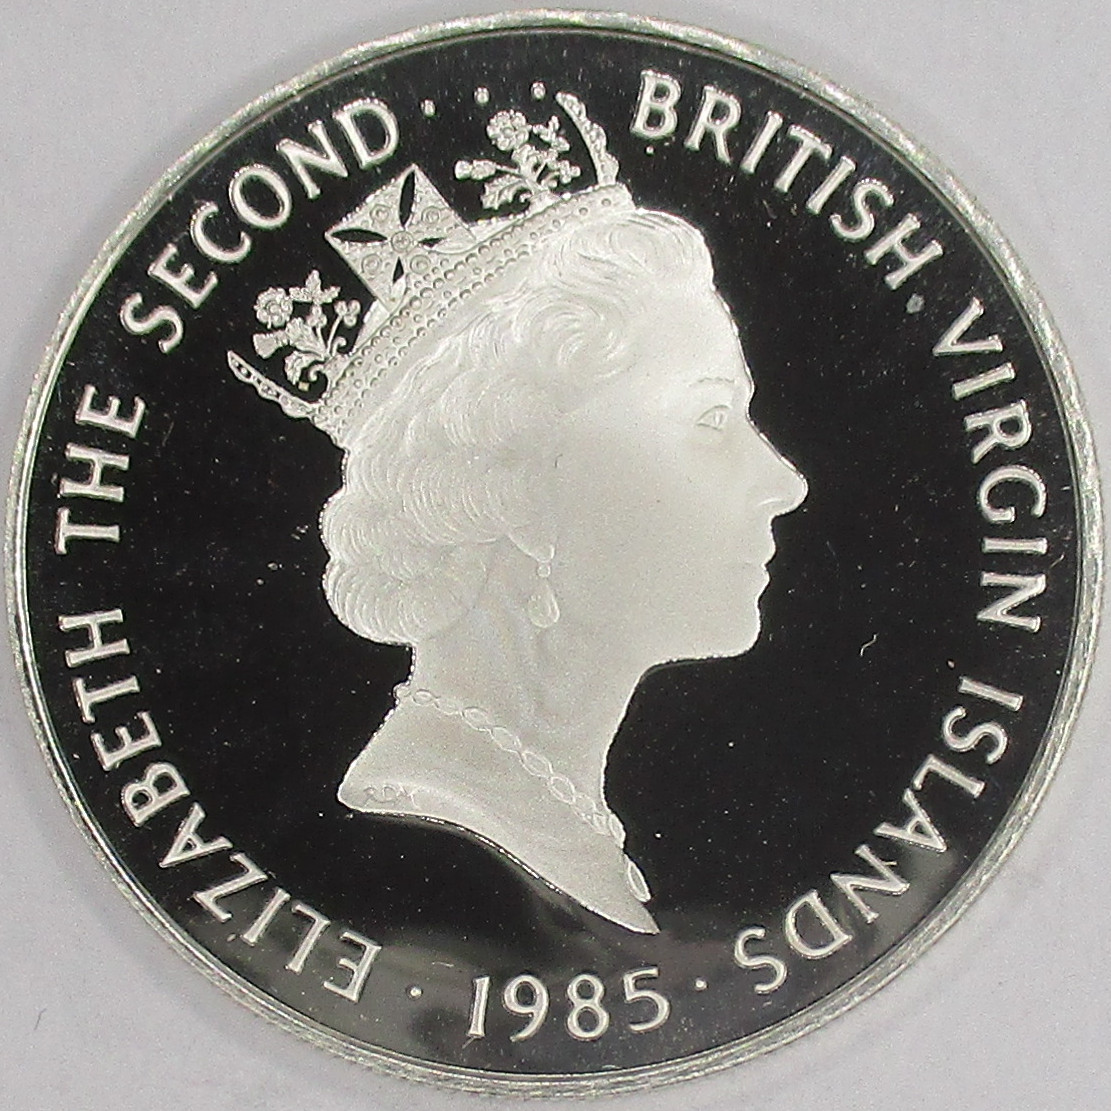 ELIZABETH THE SECOND · · · BRITISH VIRGIN ISLANDS
· 1985 ·
RDM